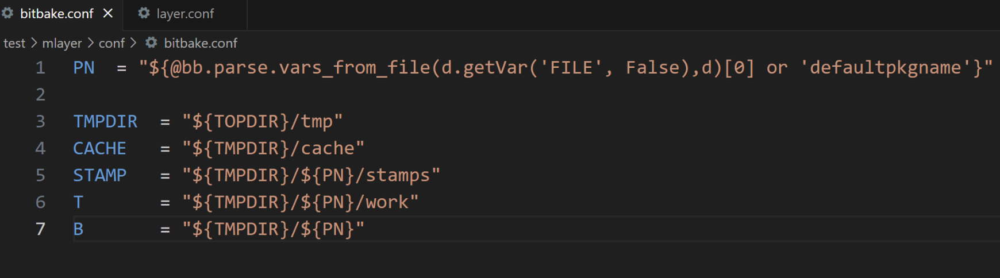 bitbake.conf × layer.conf
test > mlayer > conf > bitbake.conf
1 PN = "${@bb.parse.vars_from_file(d.getVar('FILE', False),d)[0] or 'defaultpkgname'}"
2
3 TMPDIR = "${TOPDIR}/tmp"
4 CACHE = "${TMPDIR}/cache"
5 STAMP = "${TMPDIR}/${PN}/stamps"
6 T = "${TMPDIR}/${PN}/work"
7 B = "${TMPDIR}/${PN}"